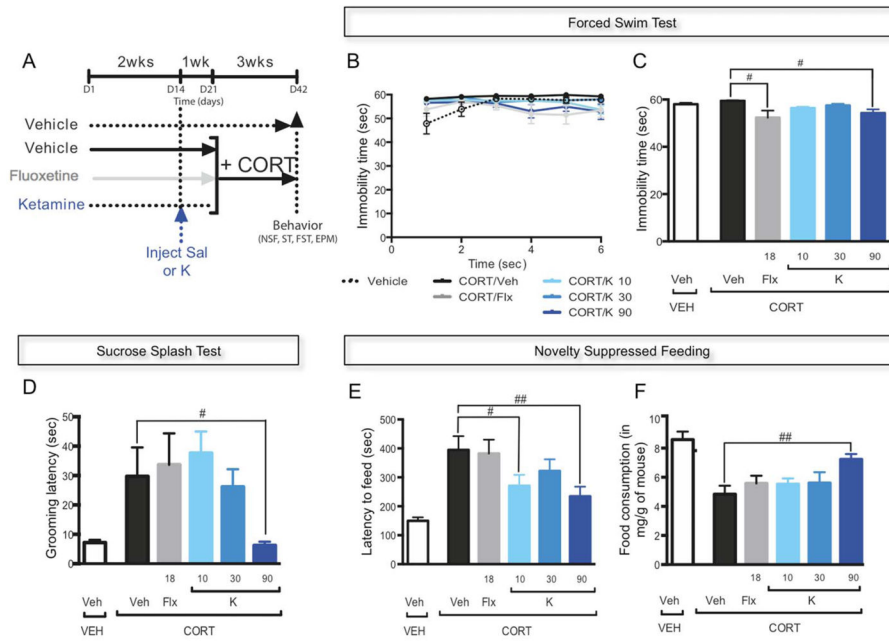 Forced Swim Test
A
2wks 1wk 3wks
D1 D14 D21 D42
Time (days)
Vehicle
Vehicle
Fluoxetine
Ketamine
+ CORT
Inject Sal
or K
Behavior
(NSF, ST, FST, EPM)
B
Immobility time (sec)
60
50
40
30
20
10
0
0 2 4 6
Time (sec)
Vehicle
CORT/Veh
CORT/Flx
CORT/K 10
CORT/K 30
CORT/K 90
C
Immobility time (sec)
60
40
20
0
#
#
18 10 30 90
Veh Veh Flx K
VEH CORT
Sucrose Splash Test
D
Grooming latency (sec)
50
40
30
20
10
0
#
18 10 30 90
Veh Veh Flx K
VEH CORT
Novelty Suppressed Feeding
E
Latency to feed (sec)
500
400
300
200
100
0
##
#
18 10 30 90
Veh Veh Flx K
VEH CORT
F
Food consumption (in
mg/g of mouse)
10
8
6
4
2
0
##
18 10 30 90
Veh Veh Flx K
VEH CORT